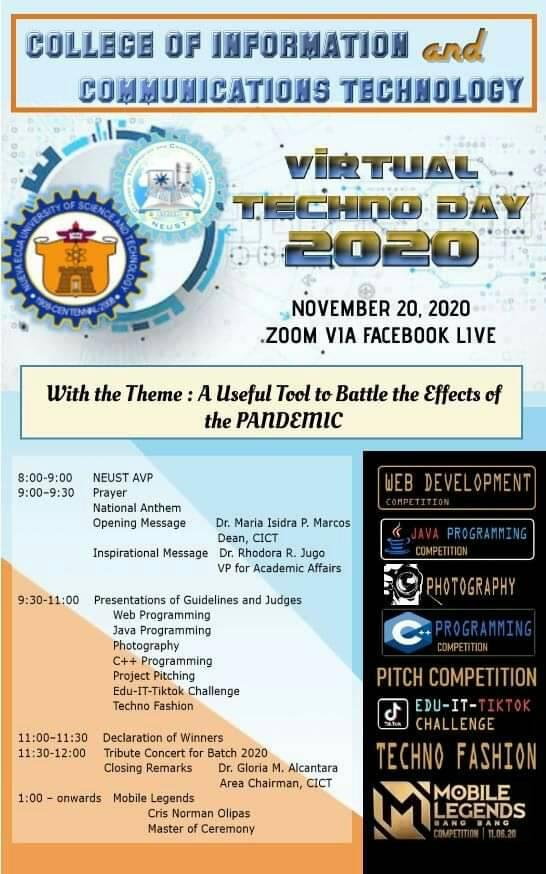 COLLEGE OF INFORMATION and
COMMUNICATIONS TECHNOLOGY
NEUST
NUEVA ECIJA UNIVERSITY OF SCIENCE AND TECHNOLOGY
1908-CENTENNIAL-2008
VIRTUAL
TECHNO DAY
2020
NOVEMBER 20, 2020
ZOOM VIA FACEBOOK LIVE
With the Theme : A Useful Tool to Battle the Effects of
the PANDEMIC
8:00-9:00 NEUST AVP
9:00-9:30 Prayer
National Anthem
Opening Message Dr. Maria Isidra P. Marcos
Dean, CICT
Inspirational Message Dr. Rhodora R. Jugo
VP for Academic Affairs
9:30-11:00 Presentations of Guidelines and Judges
Web Programming
Java Programming
Photography
C++ Programming
Project Pitching
Edu-IT-Tiktok Challenge
Techno Fashion
11:00-11:30 Declaration of Winners
11:30-12:00 Tribute Concert for Batch 2020
Closing Remarks Dr. Gloria M. Alcantara
Area Chairman, CICT
1:00 – onwards Mobile Legends
Cris Norman Olipas
Master of Ceremony
WEB DEVELOPMENT
COMPETITION
JAVA PROGRAMMING
COMPETITION
PHOTOGRAPHY
C++ PROGRAMMING
COMPETITION
PITCH COMPETITION
TikTok
EDU-IT-TIKTOK
CHALLENGE
TECHNO FASHION
MOBILE
LEGENDS
BANG BANG
COMPETITION | 11.06.20